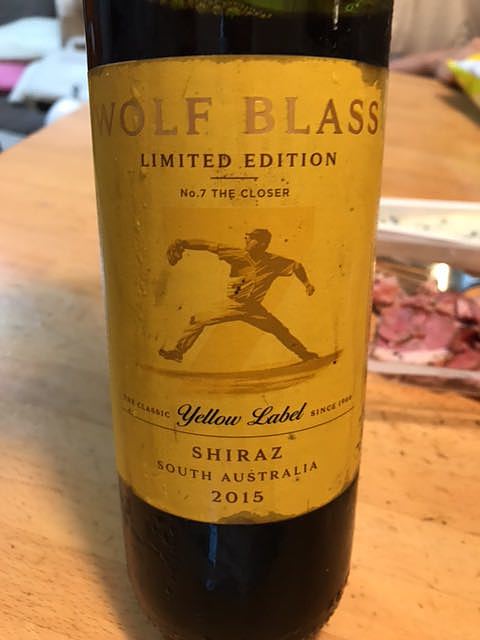 WOLF BLASS
LIMITED EDITION
No.7 THE CLOSER
THE CLASSIC Yellow Label SINCE 1966
SHIRAZ
SOUTH AUSTRALIA
2015